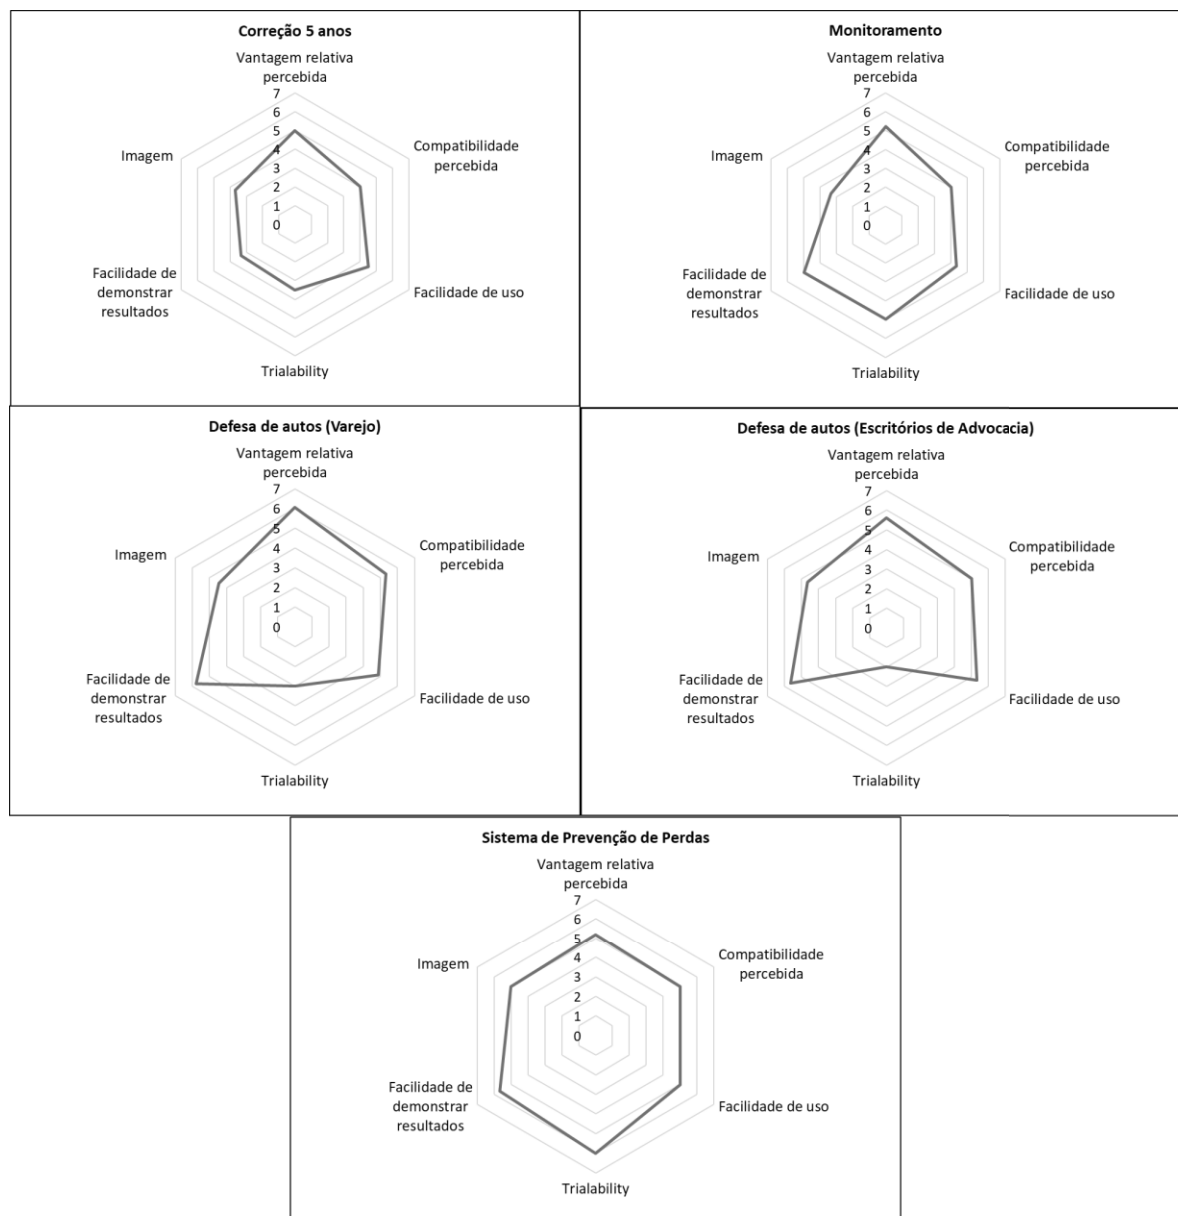 Correção 5 anos
Vantagem relativa
percebida
7
6
5
4
3
2
1
0
Compatibilidade
percebida
Facilidade de uso
Trialability
Facilidade de
demonstrar
resultados
Imagem
Monitoramento
Vantagem relativa
percebida
7
6
5
4
3
2
1
0
Compatibilidade
percebida
Facilidade de uso
Trialability
Facilidade de
demonstrar
resultados
Imagem
Defesa de autos (Varejo)
Vantagem relativa
percebida
7
6
5
4
3
2
1
0
Compatibilidade
percebida
Facilidade de uso
Trialability
Facilidade de
demonstrar
resultados
Imagem
Defesa de autos (Escritórios de Advocacia)
Vantagem relativa
percebida
7
6
5
4
3
2
1
0
Compatibilidade
percebida
Facilidade de uso
Trialability
Facilidade de
demonstrar
resultados
Imagem
Sistema de Prevenção de Perdas
Vantagem relativa
percebida
7
6
5
4
3
2
1
0
Compatibilidade
percebida
Facilidade de uso
Trialability
Facilidade de
demonstrar
resultados
Imagem